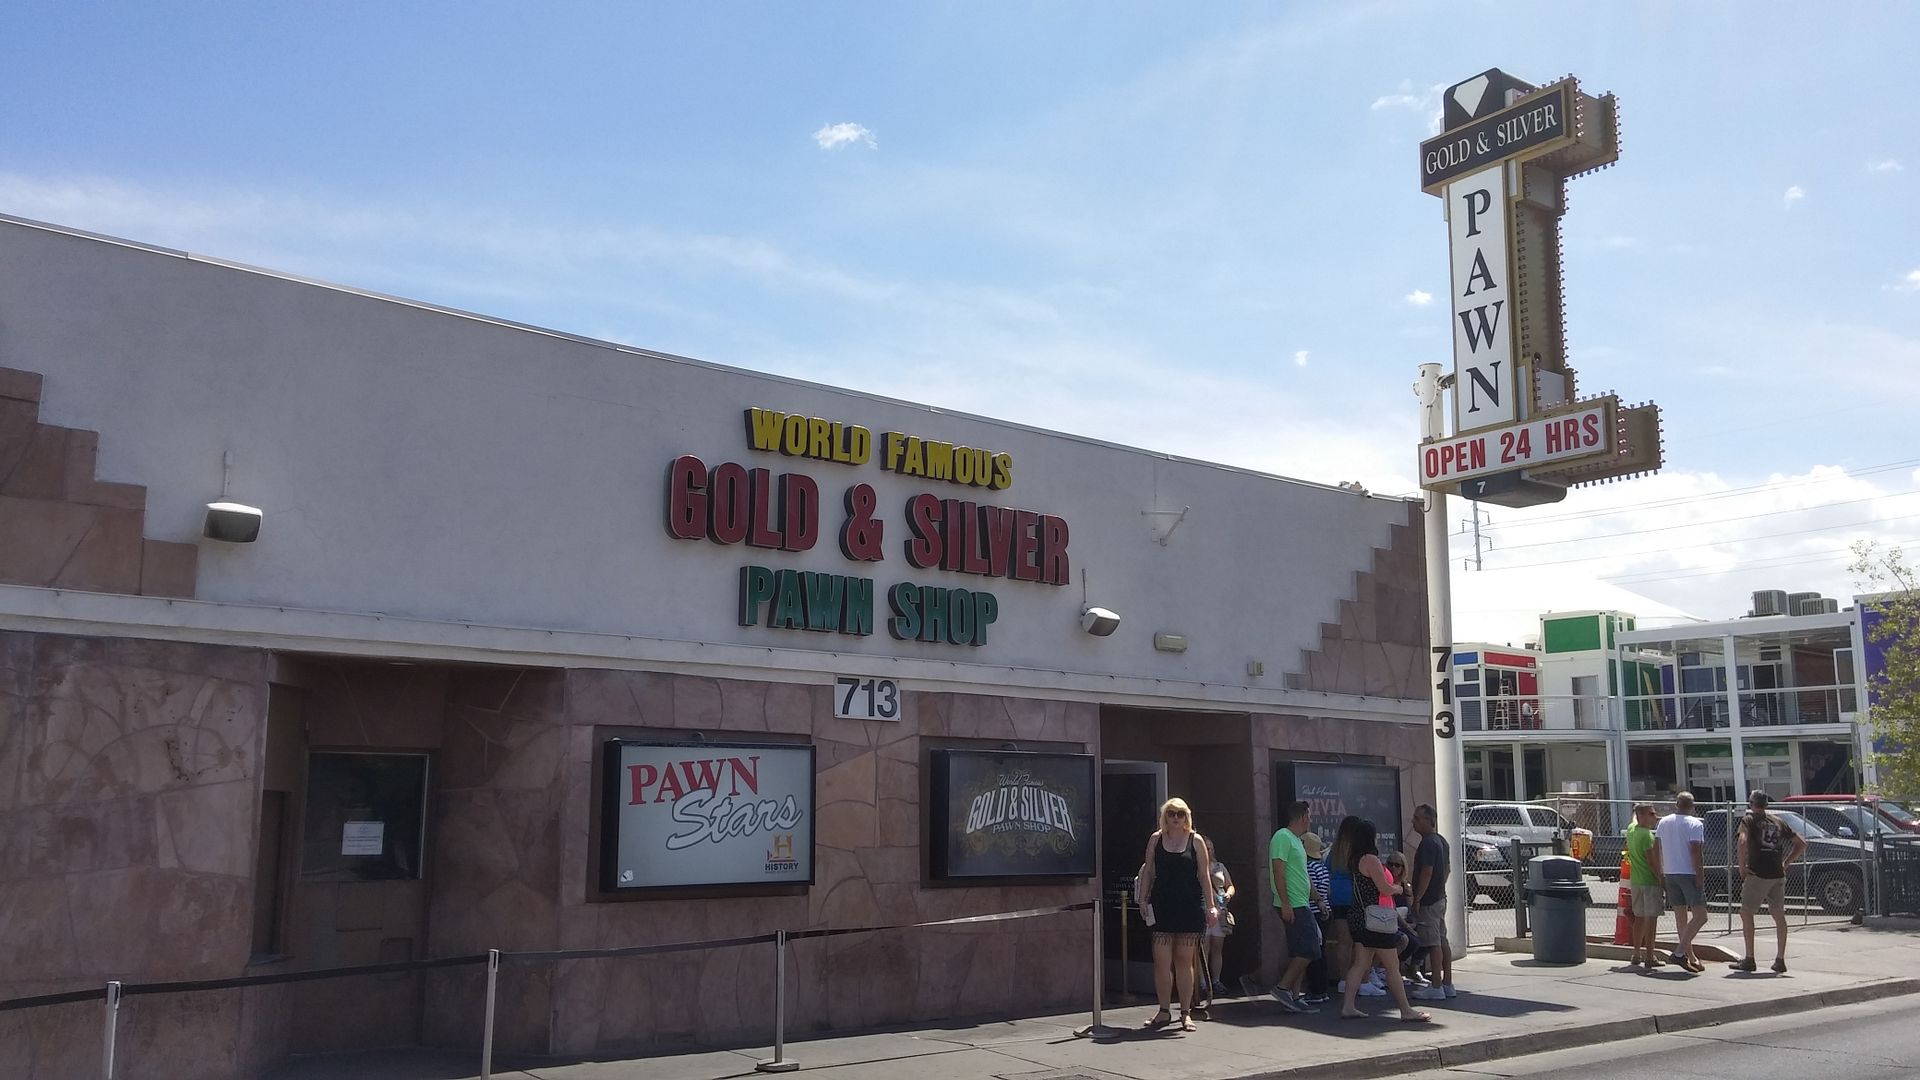 GOLD & SILVER
PAWN
OPEN 24 HRS
7
WORLD FAMOUS
GOLD & SILVER
PAWN SHOP
713
713
PAWN
Stars
H
HISTORY
World Famous
GOLD & SILVER
PAWN SHOP